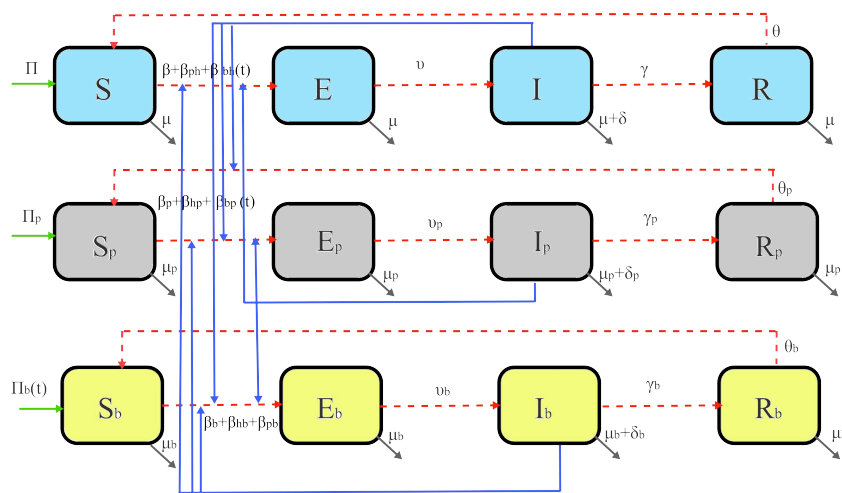 θ
Π
S
β+βph+βbh(t)
E
υ
I
γ
R
μ
μ
μ+δ
μ
θp
Πp
Sp
βp+βhp+ βbp(t)
Ep
υp
Ip
γp
Rp
μp
μp
μp+δp
μp
θb
Πb(t)
Sb
βb+βhb+βpb
Eb
υb
Ib
γb
Rb
μb
μb
μb+δb